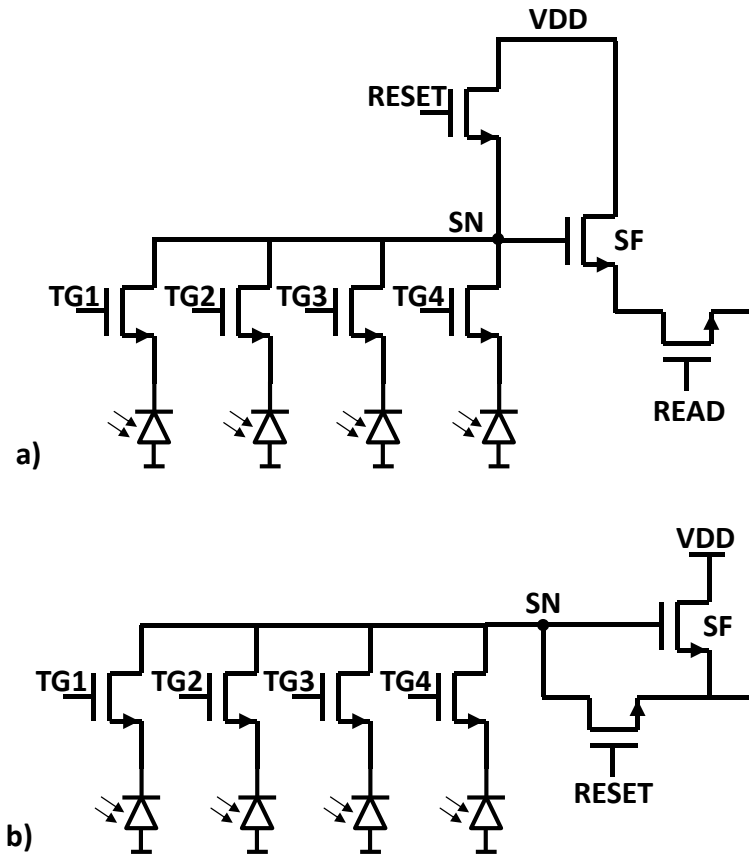 VDD
RESET
SN
SF
TG1 TG2 TG3 TG4
READ
a)
VDD
SN
SF
TG1 TG2 TG3 TG4
RESET
b)